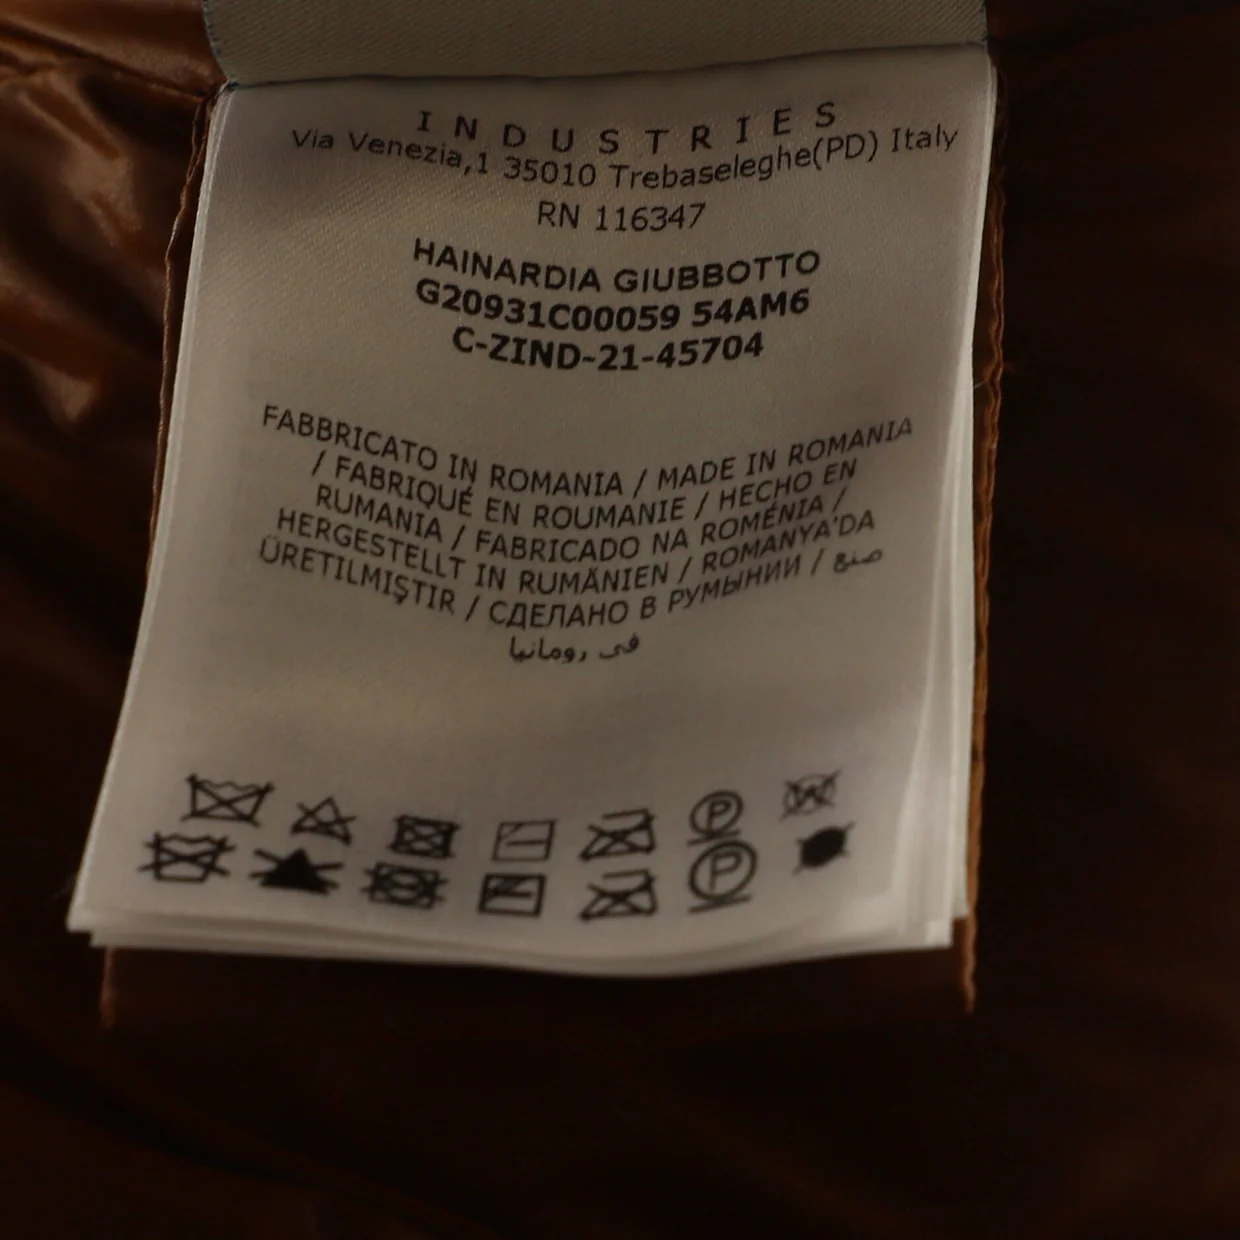 INDUSTRIES
Via Venezia,1 35010 Trebaseleghe(PD) Italy
RN 116347
HAINARDIA GIUBBOTTO
G20931C00059 54AM6
C-ZIND-21-45704
FABBRICATO IN ROMANIA / MADE IN ROMANIA
/ FABRIQUÉ EN ROUMANIE / HECHO EN
RUMANIA / FABRICADO NA ROMÉNIA /
HERGESTELLT IN RUMÄNIEN / ROMANYA'DA
ÜRETILMIŞTIR / СДЕЛАНО В РУМЫНИИ / صنع
في رومانيا
P W
P